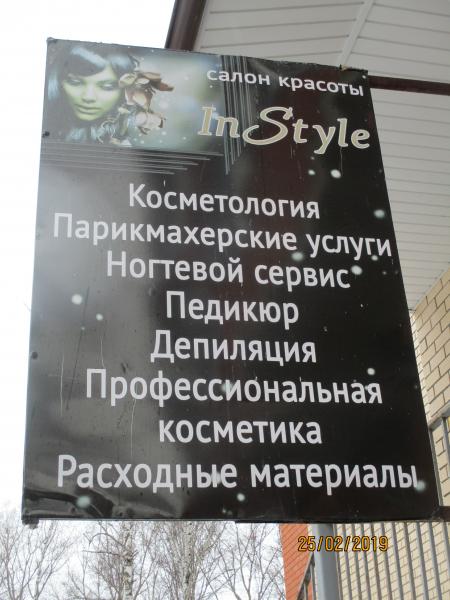 салон красоты
InStyle
Косметология
Парикмахерские услуги
Ногтевой сервис
Педикюр
Депиляция
Профессиональная
косметика
Расходные материалы
25/02/2019